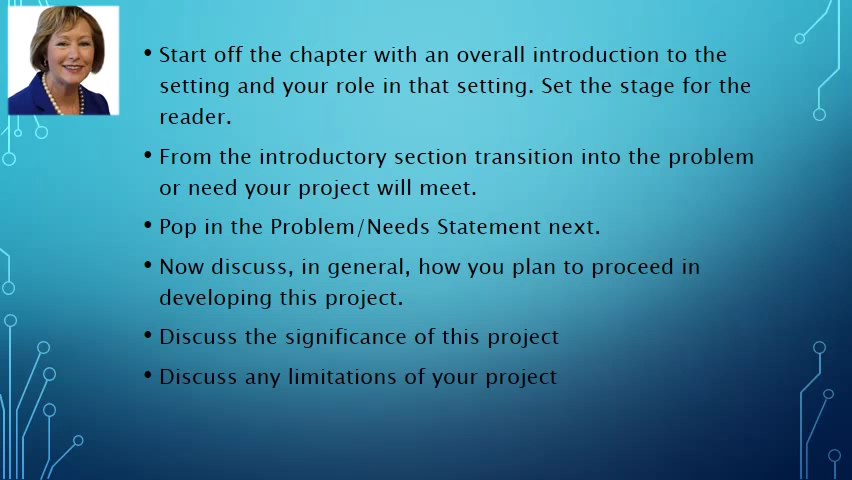 • Start off the chapter with an overall introduction to the
setting and your role in that setting. Set the stage for the
reader.
• From the introductory section transition into the problem
or need your project will meet.
• Pop in the Problem/Needs Statement next.
• Now discuss, in general, how you plan to proceed in
developing this project.
• Discuss the significance of this project
• Discuss any limitations of your project